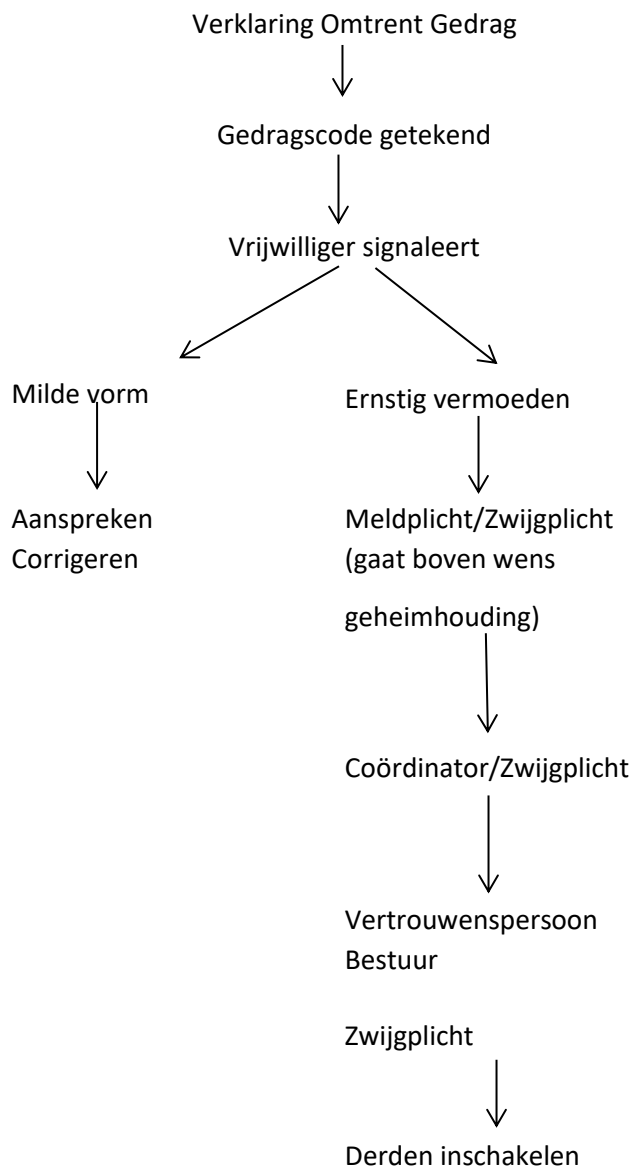 Verklaring Omtrent Gedrag
Gedragscode getekend
Vrijwilliger signaleert
Milde vorm
Aanspreken
Corrigeren
Ernstig vermoeden
Meldplicht/Zwijgplicht
(gaat boven wens
geheimhouding)
Coördinator/Zwijgplicht
Vertrouwenspersoon
Bestuur
Zwijgplicht
Derden inschakelen